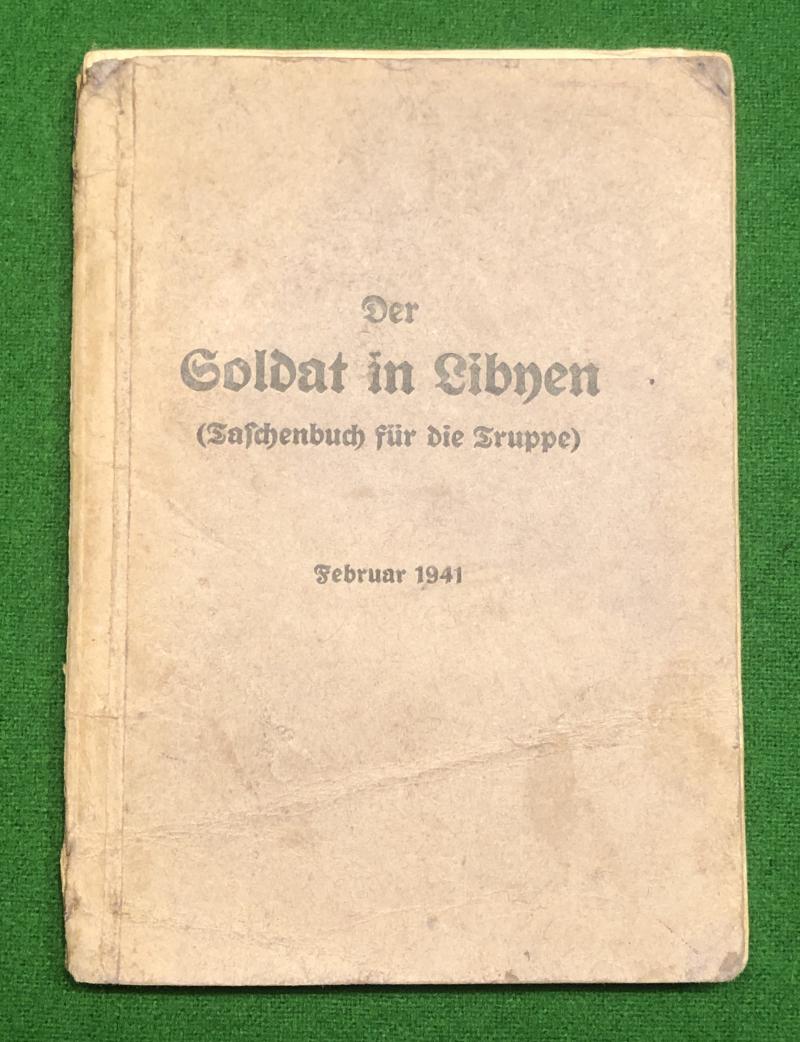 Der
Soldat in Libyen
(Taſchenbuch für die Truppe)
Februar 1941